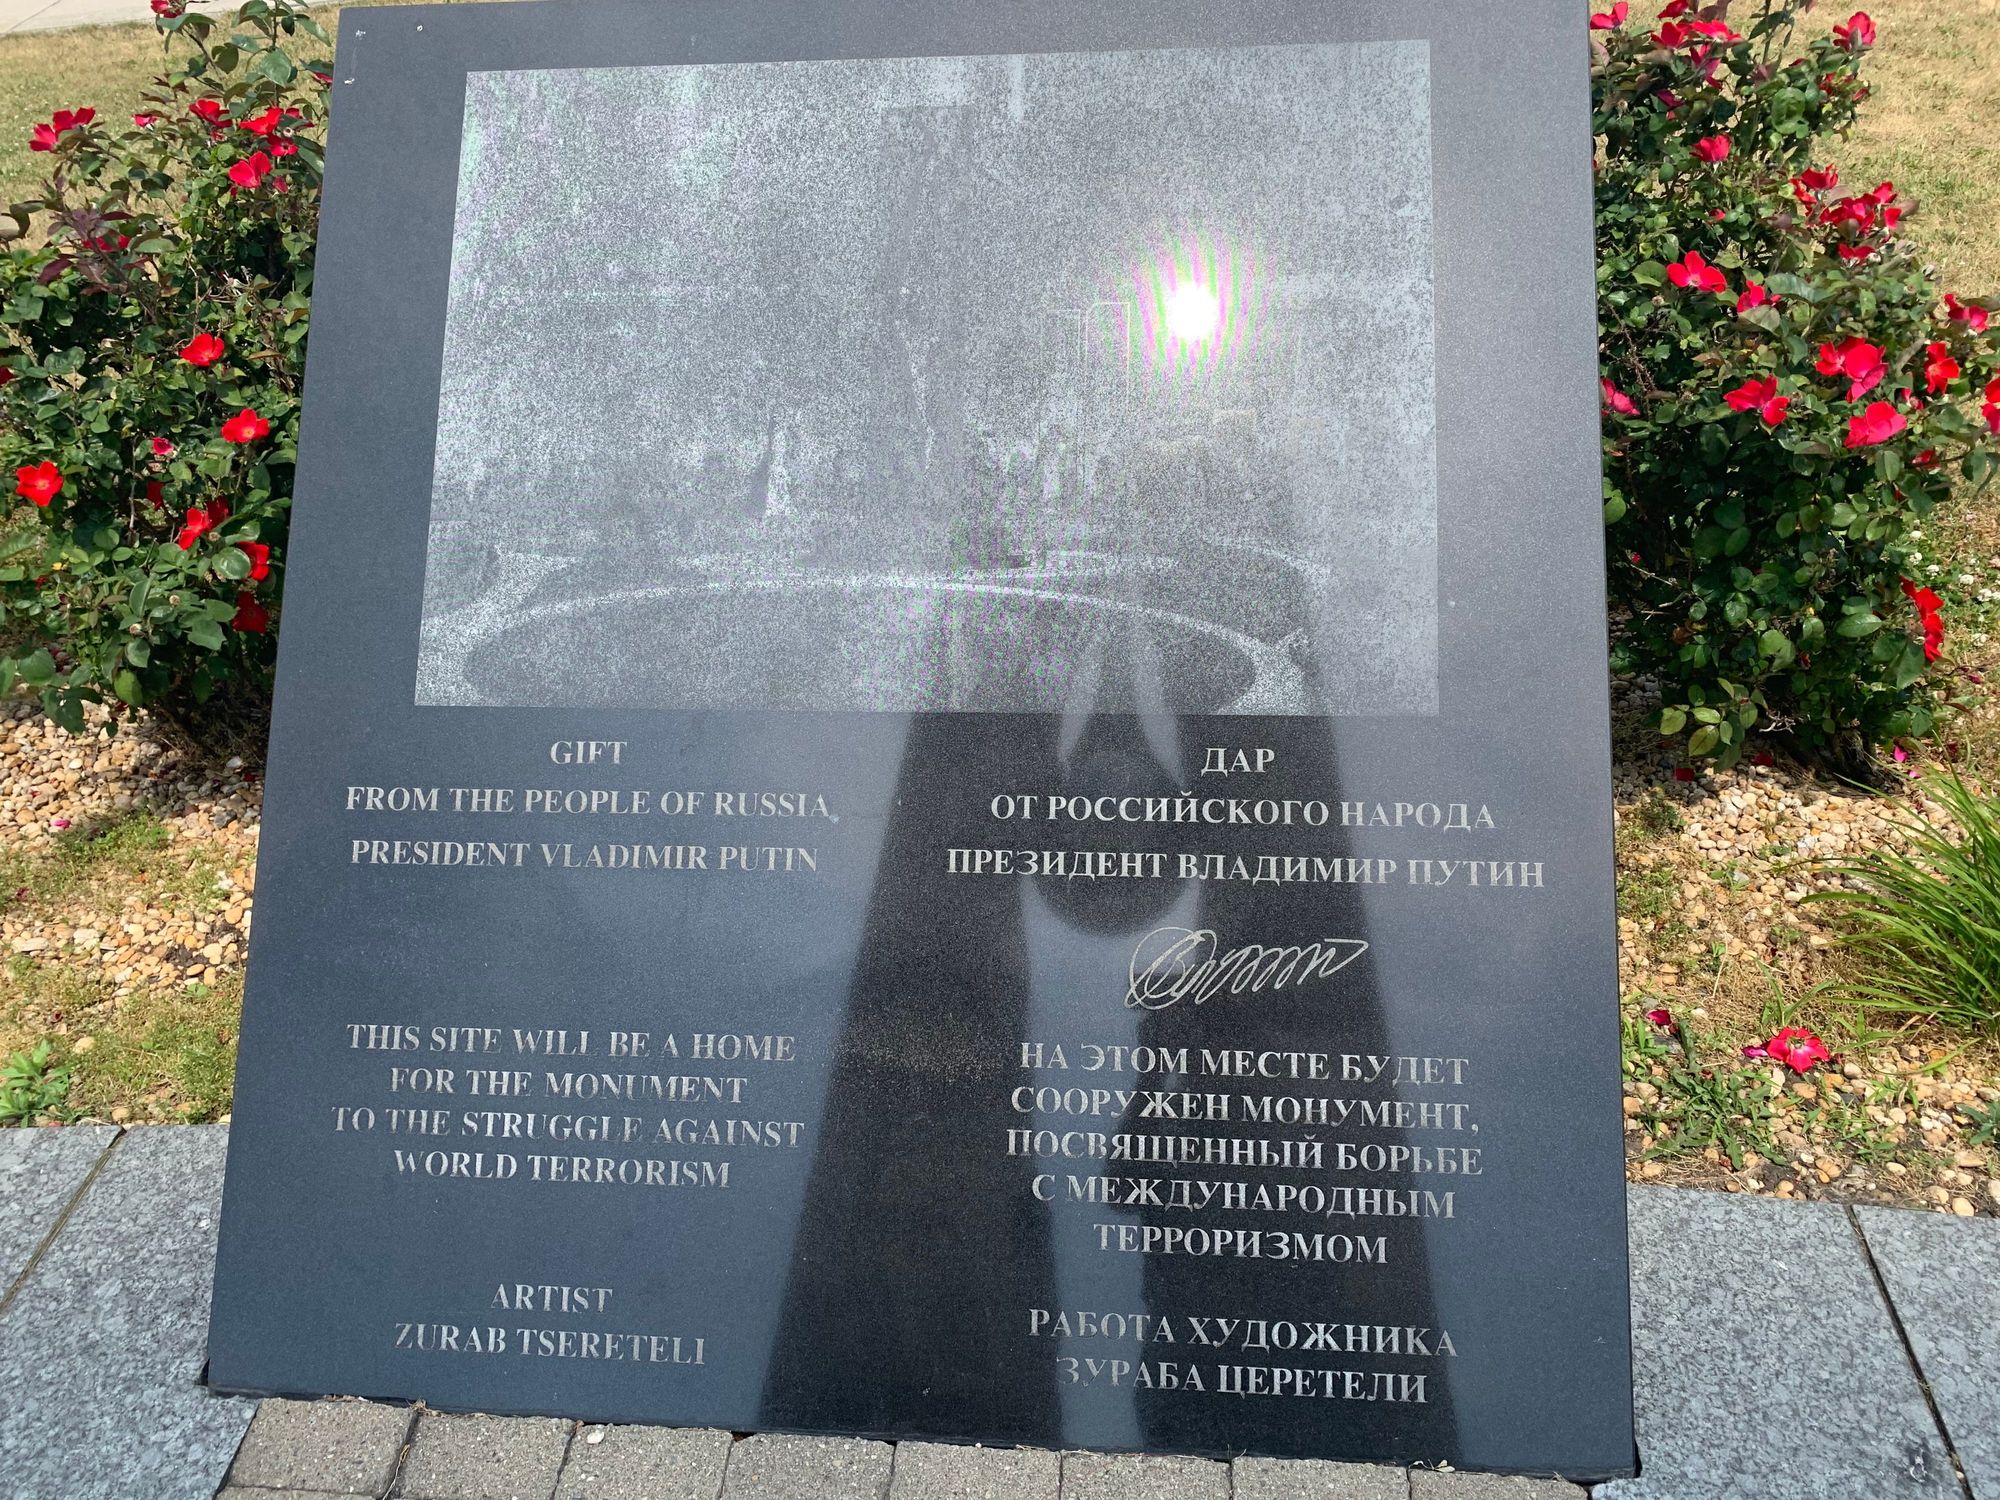 GIFT
FROM THE PEOPLE OF RUSSIA,
PRESIDENT VLADIMIR PUTIN
THIS SITE WILL BE A HOME
FOR THE MONUMENT
TO THE STRUGGLE AGAINST
WORLD TERRORISM
ARTIST
ZURAB TSERETELI
ДАР
ОТ РОССИЙСКОГО НАРОДА
ПРЕЗИДЕНТ ВЛАДИМИР ПУТИН
НА ЭТОМ МЕСТЕ БУДЕТ
СООРУЖЕН МОНУМЕНТ,
ПОСВЯЩЕННЫЙ БОРЬБЕ
С МЕЖДУНАРОДНЫМ
ТЕРРОРИЗМОМ
РАБОТА ХУДОЖНИКА
ЗУРАБА ЦЕРЕТЕЛИ